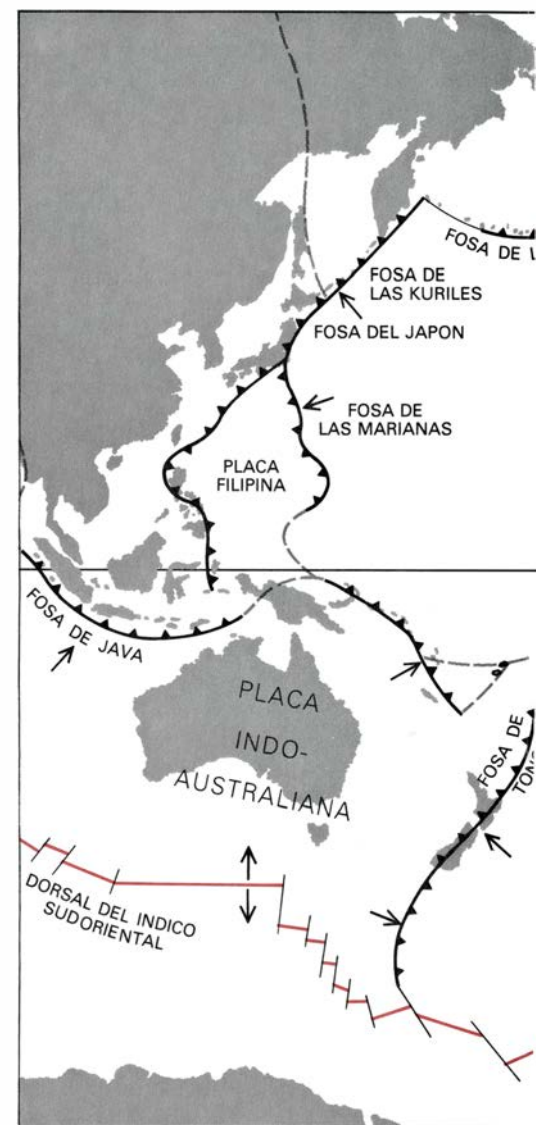 FOSA DE
FOSA DE
LAS KURILES
FOSA DEL JAPON
FOSA DE
LAS MARIANAS
PLACA
FILIPINA
FOSA DE JAVA
PLACA
INDO-
AUSTRALIANA
FOSA DE
DORSAL DEL INDICO
SUDORIENTAL